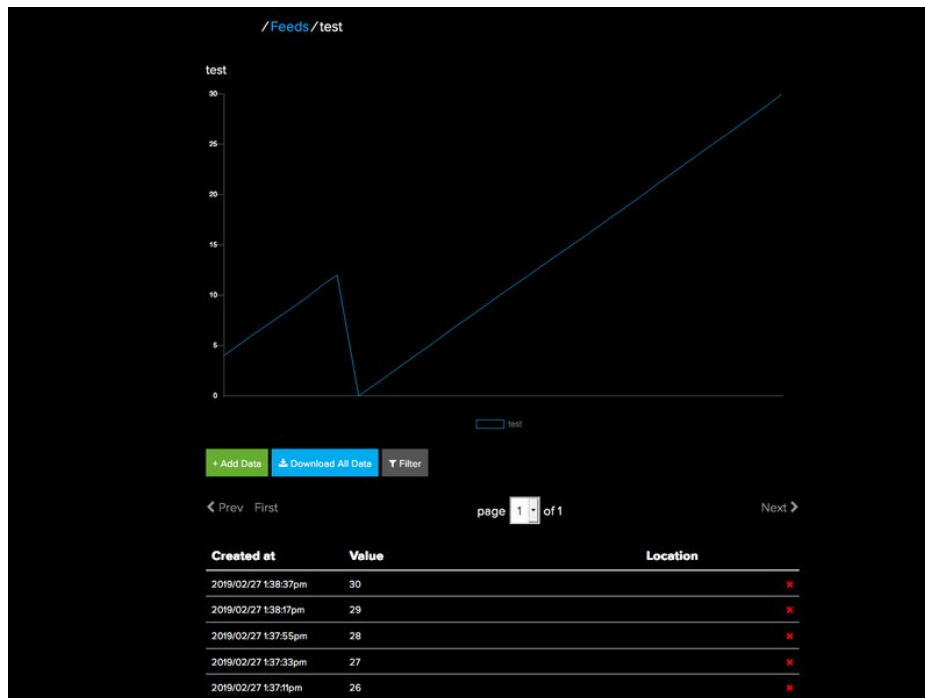 /Feeds/test
test
30
25
20
15
10
5
0
test
+ Add Data Download All Data Filter
Prev First page 1 of 1 Next
Created at Value Location
2019/02/27 1:38:37pm 30
2019/02/27 1:38:17pm 29
2019/02/27 1:37:55pm 28
2019/02/27 1:37:33pm 27
2019/02/27 1:37:11pm 26